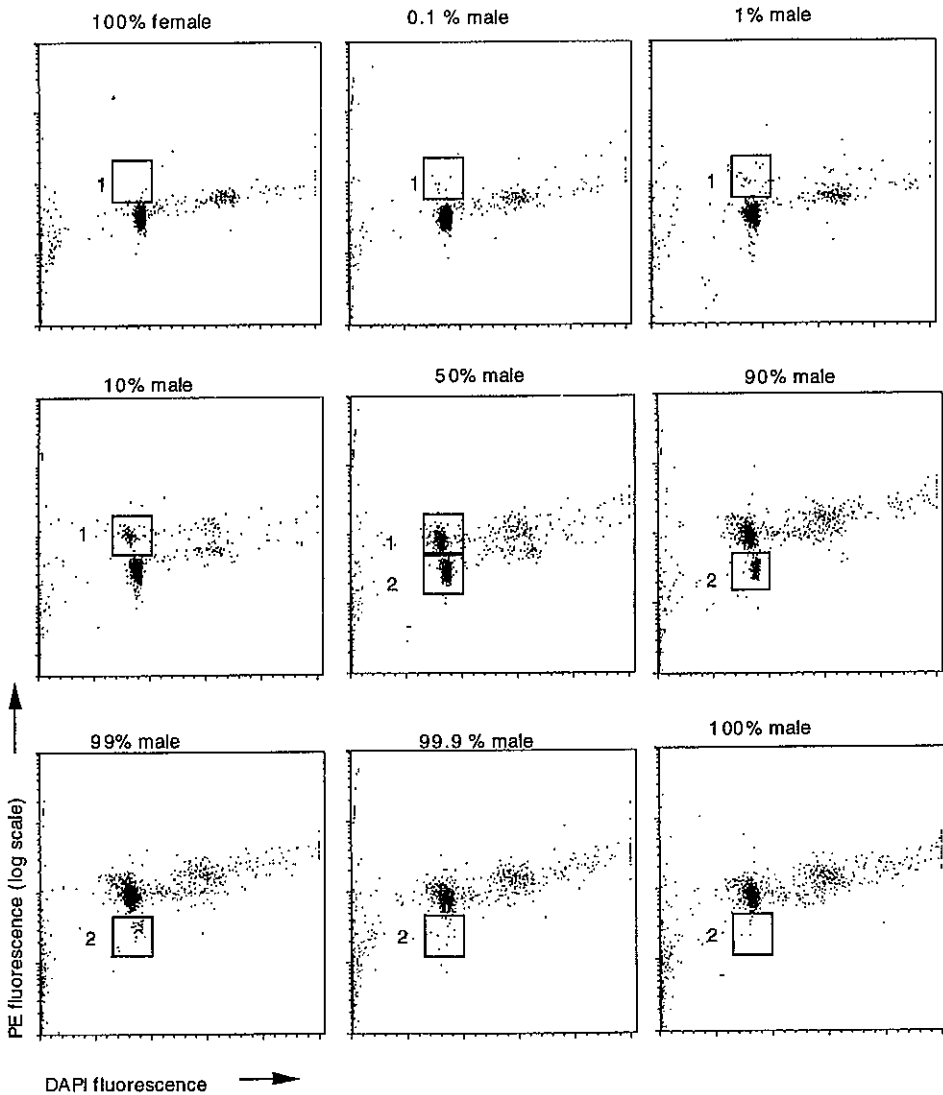 100% female
0.1 % male
1% male
1
1
1
10% male
50% male
90% male
1
1
2
2
99% male
99.9 % male
100% male
2
2
2
PE fluorescence (log scale)
DAPI fluorescence